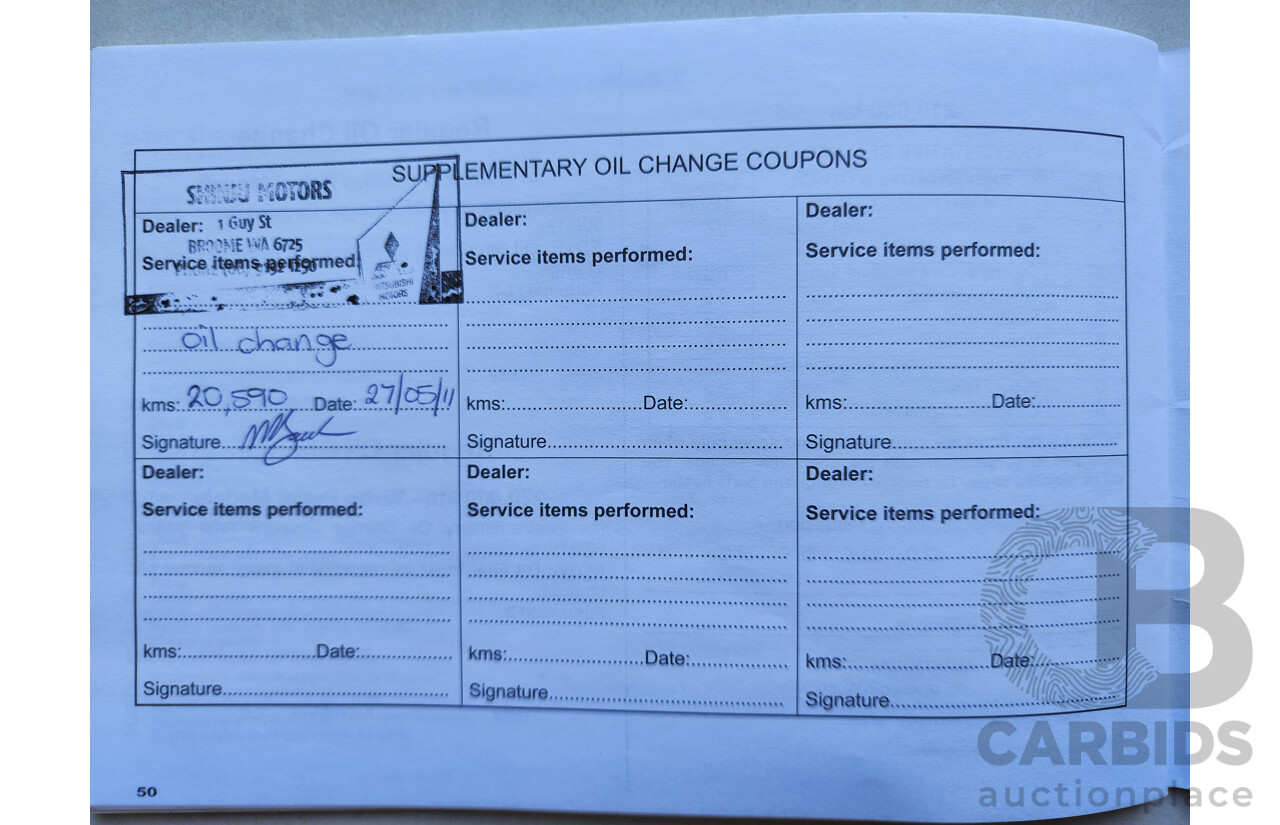 SUPPLEMENTARY OIL CHANGE COUPONS
MOTORS
Dealer: 1 Guy St
BROOME WA 6725
Service items performed:
MITSUBISHI
MOTORS
oil change
kms: 20,590 Date: 27/05/11
Signature
Dealer:
Service items performed:
kms: Date:
Signature
Dealer:
Service items performed:
kms: Date:
Signature
Dealer:
Service items performed:
kms: Date:
Signature
Dealer:
Service items performed:
kms: Date:
Signature
Dealer:
Service items performed:
kms: Date:
Signature
50
CARBIDS
auctionplace